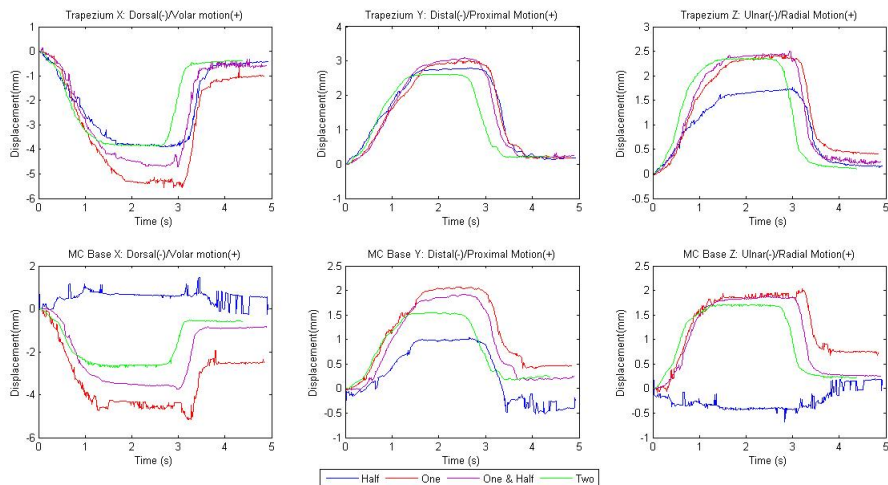 Trapezium X: Dorsal(-)/Volar motion(+)
Trapezium Y: Distal(-)/Proximal Motion(+)
Trapezium Z: Ulnar(-)/Radial Motion(+)
Displacement(mm)
1
0
-1
-2
-3
-4
-5
-6
0 1 2 3 4 5
Time (s)
Displacement(mm)
4
3
2
1
0
-1
0 1 2 3 4 5
Time (s)
Displacement(mm)
3
2.5
2
1.5
1
0.5
0
-0.5
0 1 2 3 4 5
Time (s)
MC Base X: Dorsal(-)/Volar motion(+)
MC Base Y: Distal(-)/Proximal Motion(+)
MC Base Z: Ulnar(-)/Radial Motion(+)
Displacement(mm)
2
0
-2
-4
-6
0 1 2 3 4 5
Time (s)
Displacement(mm)
2.5
2
1.5
1
0.5
0
-0.5
-1
0 1 2 3 4 5
Time (s)
Displacement(mm)
2.5
2
1.5
1
0.5
0
-0.5
-1
0 1 2 3 4 5
Time (s)
Half One One & Half Two